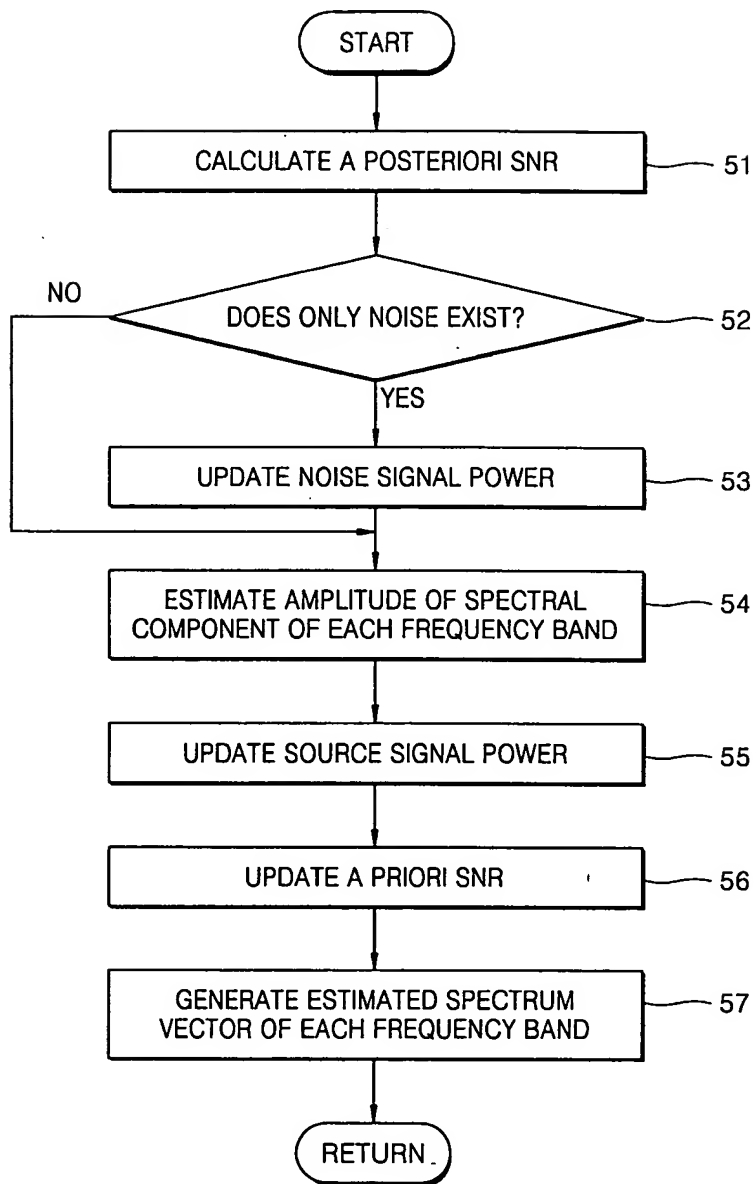 START
CALCULATE A POSTERIORI SNR
51
NO
DOES ONLY NOISE EXIST?
52
YES
UPDATE NOISE SIGNAL POWER
53
ESTIMATE AMPLITUDE OF SPECTRAL
COMPONENT OF EACH FREQUENCY BAND
54
UPDATE SOURCE SIGNAL POWER
55
UPDATE A PRIORI SNR
56
GENERATE ESTIMATED SPECTRUM
VECTOR OF EACH FREQUENCY BAND
57
RETURN